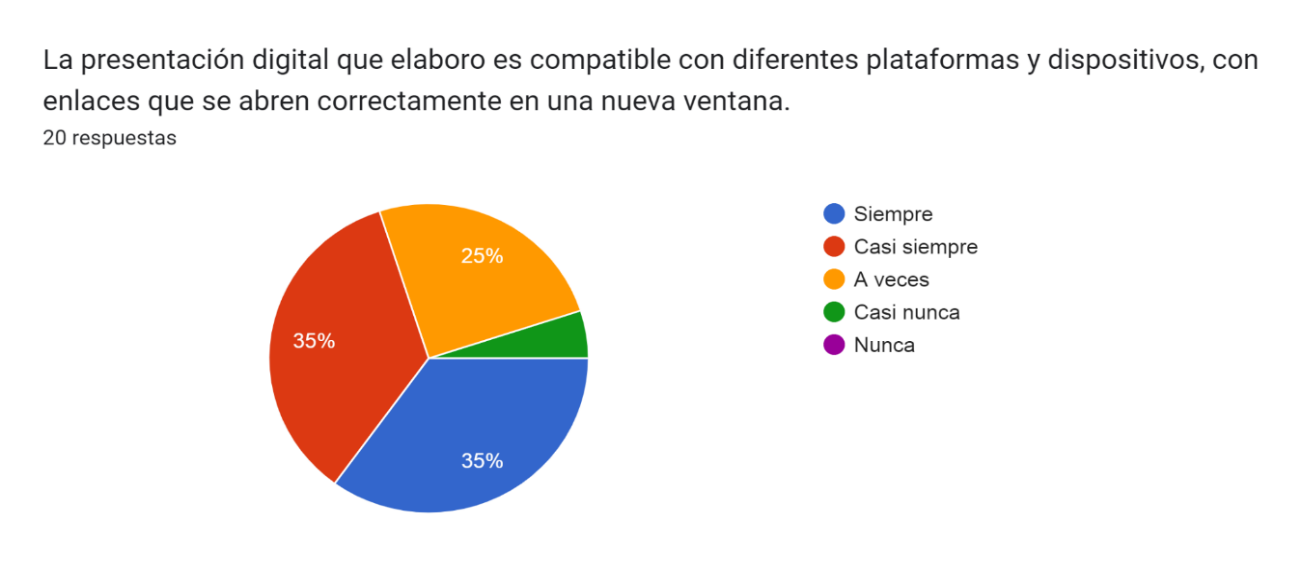 La presentación digital que elaboro es compatible con diferentes plataformas y dispositivos, con
enlaces que se abren correctamente en una nueva ventana.
20 respuestas
Siempre
Casi siempre
A veces
Casi nunca
Nunca
25%
35%
35%